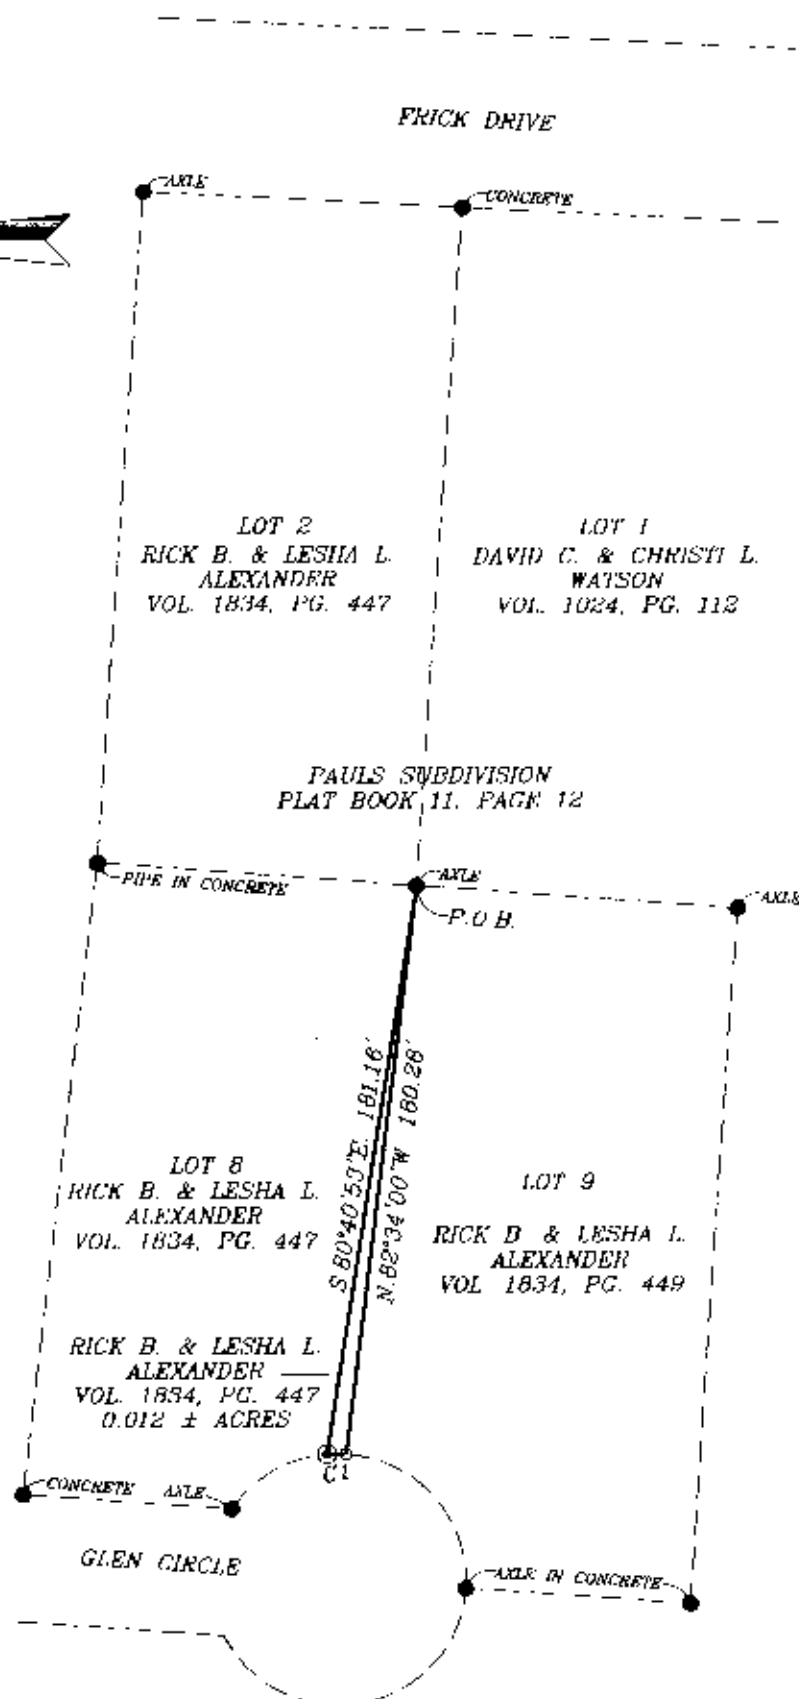 FRICK DRIVE
AXLE
CONCRETE
LOT 2
RICK B. & LESHA L.
ALEXANDER
VOL. 1834, PG. 447
LOT 1
DAVID C. & CHRISTI L.
WATSON
VOL. 1024, PG. 112
PAULS SUBDIVISION
PLAT BOOK 11, PAGE 12
PIPE IN CONCRETE
AXLE
AXLE
P.O.B.
S 80°40'53"E 181.16'
N 82°34'00"W 180.26'
LOT 8
RICK B. & LESHA L.
ALEXANDER
VOL. 1834, PG. 447
LOT 9
RICK B & LESHA L.
ALEXANDER
VOL 1834, PG. 449
RICK B. & LESHA L.
ALEXANDER
VOL. 1834, PG. 447
0.012 ± ACRES
C1
CONCRETE
AXLE
GLEN CIRCLE
AXLE IN CONCRETE